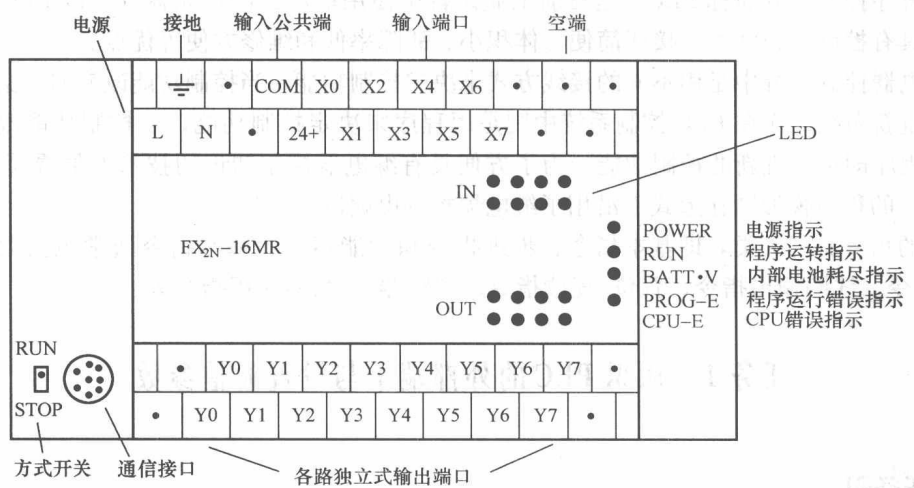 电源 接地 输入公共端 输入端口 空端
• COM X0 X2 X4 X6 • • •
L N • 24+ X1 X3 X5 X7 • •
LED
IN
FX2N-16MR
POWER 电源指示
RUN 程序运转指示
BATT•V 内部电池耗尽指示
PROG-E 程序运行错误指示
CPU-E CPU错误指示
OUT
RUN
STOP
• Y0 Y1 Y2 Y3 Y4 Y5 Y6 Y7 •
• Y0 Y1 Y2 Y3 Y4 Y5 Y6 Y7 •
方式开关 通信接口 各路独立式输出端口